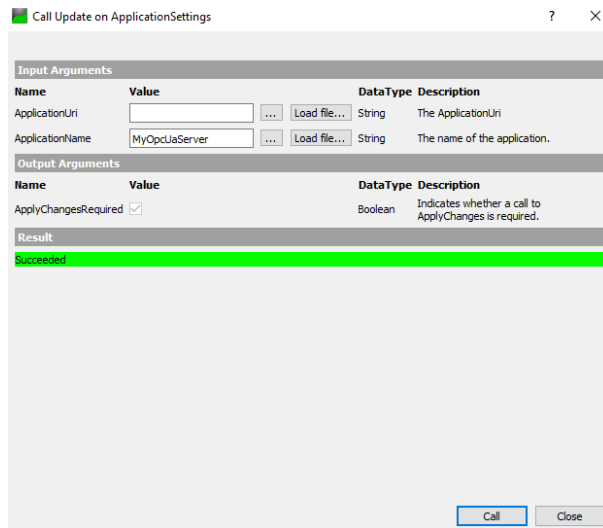 Call Update on ApplicationSettings ? ×
Input Arguments
Name Value DataType Description
ApplicationUri ... Load file... String The ApplicationUri
ApplicationName MyOpcUaServer ... Load file... String The name of the application.
Output Arguments
Name Value DataType Description
ApplyChangesRequired Boolean Indicates whether a call to
ApplyChanges is required.
Result
Succeeded
Call Close